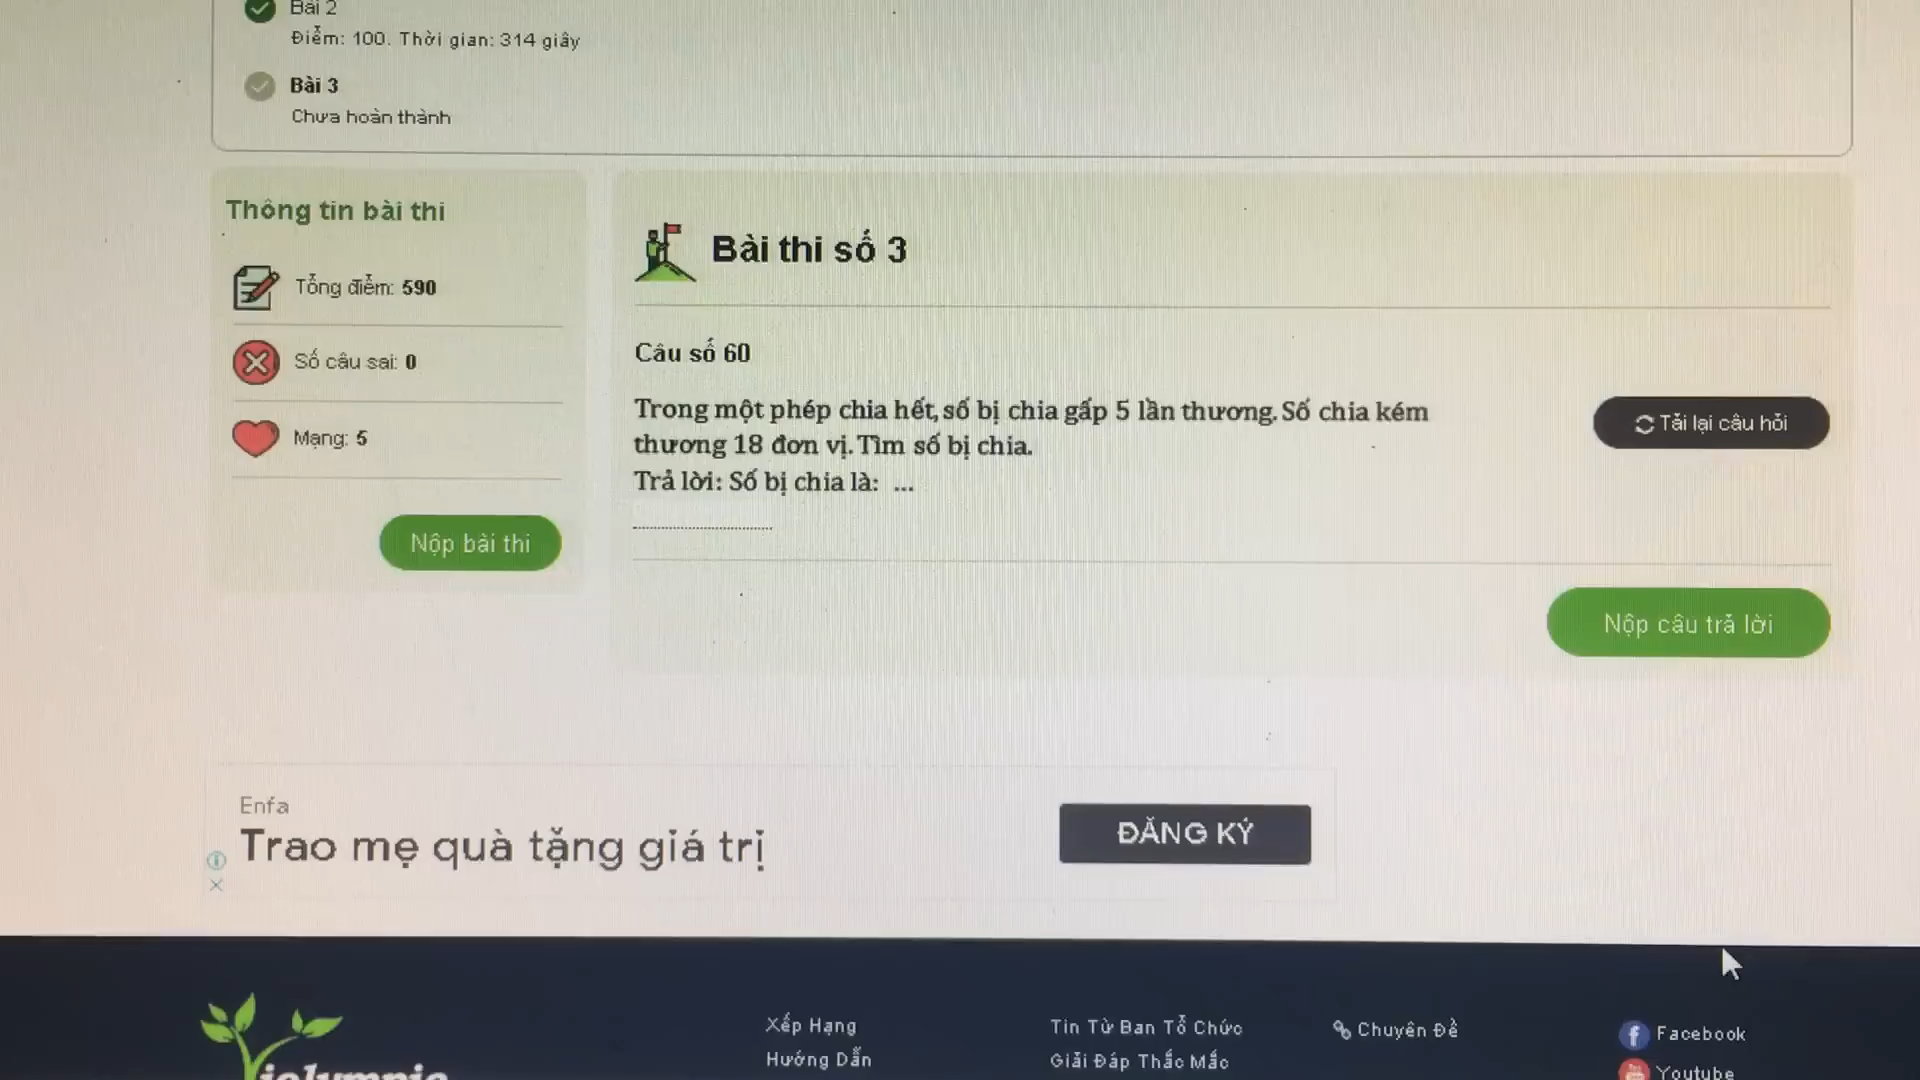 Bài 2
Điểm: 100. Thời gian: 314 giây
Bài 3
Chưa hoàn thành
Thông tin bài thi
Tổng điểm: 590
Số câu sai: 0
Mạng: 5
Nộp bài thi
Bài thi số 3
Câu số 60
Trong một phép chia hết, số bị chia gấp 5 lần thương. Số chia kém
thương 18 đơn vị. Tìm số bị chia.
Trả lời: Số bị chia là: ...
Tải lại câu hỏi
Nộp câu trả lời
Enfa
Trao mẹ quà tặng giá trị
ĐĂNG KÝ
Xếp Hạng
Hướng Dẫn
Tin Từ Ban Tổ Chức
Giải Đáp Thắc Mắc
Chuyên Đề
Facebook
Youtube